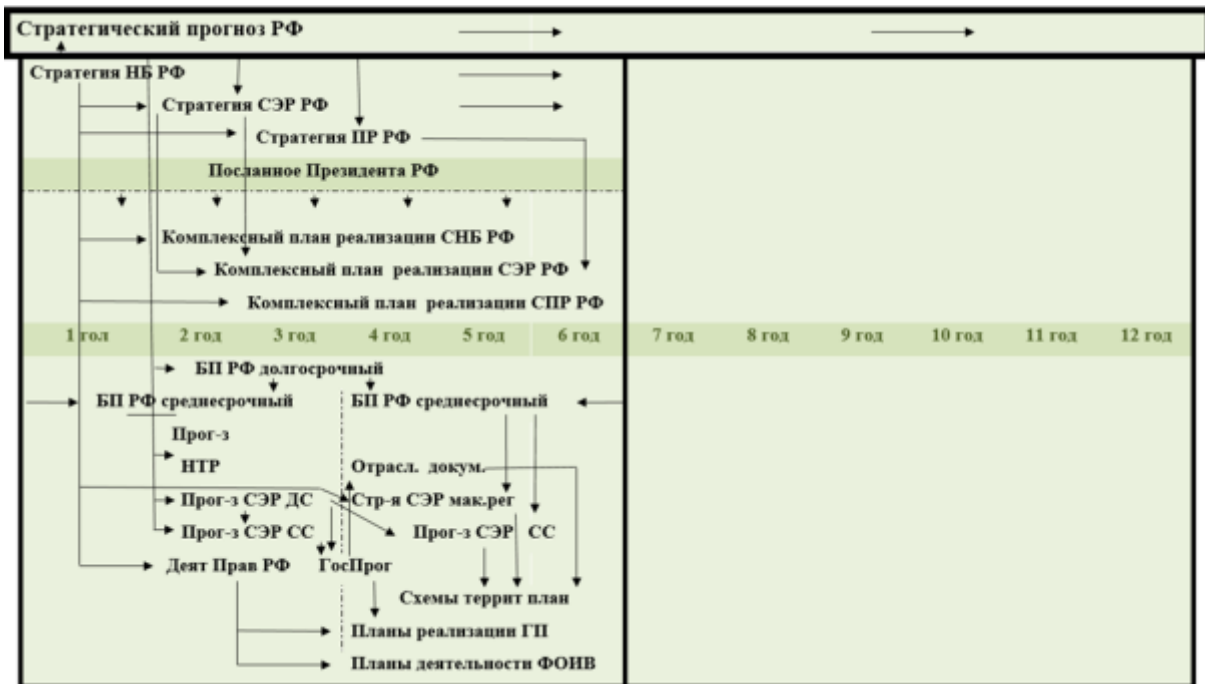 Стратегический прогноз РФ
Стратегия НБ РФ
Стратегия СЭР РФ
Стратегия ПР РФ
Посланное Президента РФ
Комплексный план реализации СНБ РФ
Комплексный план реализации СЭР РФ
Комплексный план реализации СПР РФ
1 гол 2 год 3 год 4 год 5 год 6 год 7 год 8 год 9 год 10 год 11 год 12 год
БП РФ долгосрочный
БП РФ среднесрочный БП РФ среднесрочный
Прог-з
НТР Отрасл. докум.
Прог-з СЭР ДС Стр-я СЭР мак.рег
Прог-з СЭР СС Прог-з СЭР СС
Деят Прав РФ ГосПрог
Схемы террит план
Планы реализации ГП
Планы деятельности ФОИВ